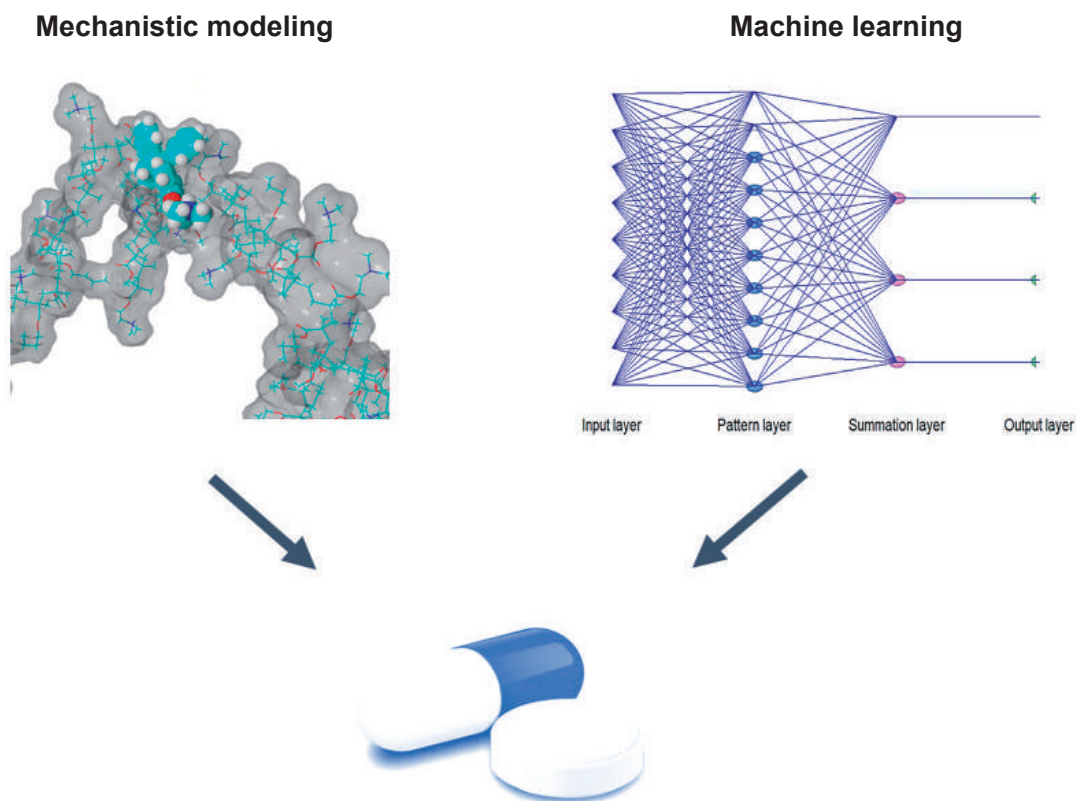 Mechanistic modeling
Machine learning
Input layer
Pattern layer
Summation layer
Output layer